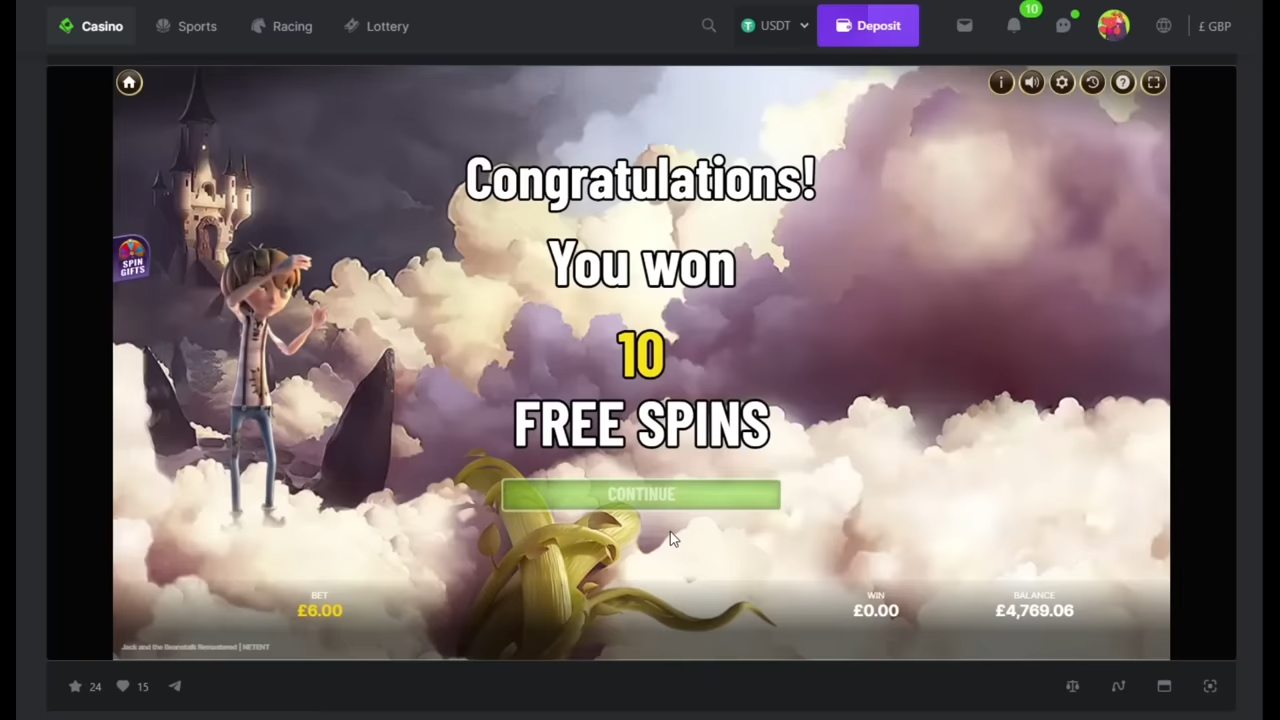 Casino
Sports
Racing
Lottery
USDT
Deposit
10
£ GBP
SPIN
GIFTS
Congratulations!
You won
10
FREE SPINS
CONTINUE
BET
£6.00
WIN
£0.00
BALANCE
£4,769.06
Jack and the Beanstalk Remastered | NETENT
24
15